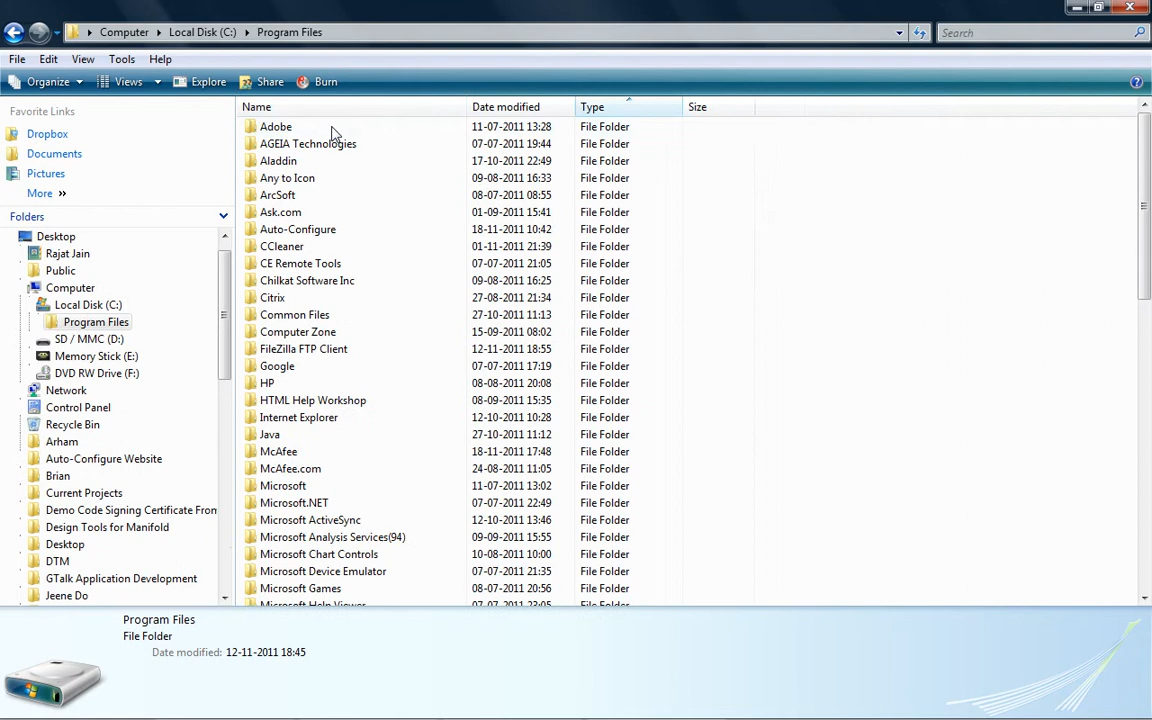 Computer Local Disk (C:) Program Files Search
File Edit View Tools Help
Organize Views Explore Share Burn
Favorite Links
Dropbox
Documents
Pictures
More »
Folders
Desktop
Rajat Jain
Public
Computer
Local Disk (C:)
Program Files
SD / MMC (D:)
Memory Stick (E:)
DVD RW Drive (F:)
Network
Control Panel
Recycle Bin
Arham
Auto-Configure Website
Brian
Current Projects
Demo Code Signing Certificate From
Design Tools for Manifold
Desktop
DTM
GTalk Application Development
Jeene Do
Name Date modified Type Size
Adobe 11-07-2011 13:28 File Folder
AGEIA Technologies 07-07-2011 19:44 File Folder
Aladdin 17-10-2011 22:49 File Folder
Any to Icon 09-08-2011 16:33 File Folder
ArcSoft 08-07-2011 08:55 File Folder
Ask.com 01-09-2011 15:41 File Folder
Auto-Configure 18-11-2011 10:42 File Folder
CCleaner 01-11-2011 21:39 File Folder
CE Remote Tools 07-07-2011 21:05 File Folder
Chilkat Software Inc 09-08-2011 16:25 File Folder
Citrix 27-08-2011 21:34 File Folder
Common Files 27-10-2011 11:13 File Folder
Computer Zone 15-09-2011 08:02 File Folder
FileZilla FTP Client 12-11-2011 18:55 File Folder
Google 07-07-2011 17:19 File Folder
HP 08-08-2011 20:08 File Folder
HTML Help Workshop 08-09-2011 15:35 File Folder
Internet Explorer 12-10-2011 10:28 File Folder
Java 27-10-2011 11:12 File Folder
McAfee 18-11-2011 17:48 File Folder
McAfee.com 24-08-2011 11:05 File Folder
Microsoft 11-07-2011 13:02 File Folder
Microsoft.NET 07-07-2011 22:49 File Folder
Microsoft ActiveSync 12-10-2011 13:46 File Folder
Microsoft Analysis Services(94) 09-09-2011 15:55 File Folder
Microsoft Chart Controls 10-08-2011 10:00 File Folder
Microsoft Device Emulator 07-07-2011 21:35 File Folder
Microsoft Games 08-07-2011 20:56 File Folder
Microsoft Help Viewer 07-07-2011 23:05 File Folder
Program Files
File Folder
Date modified: 12-11-2011 18:45